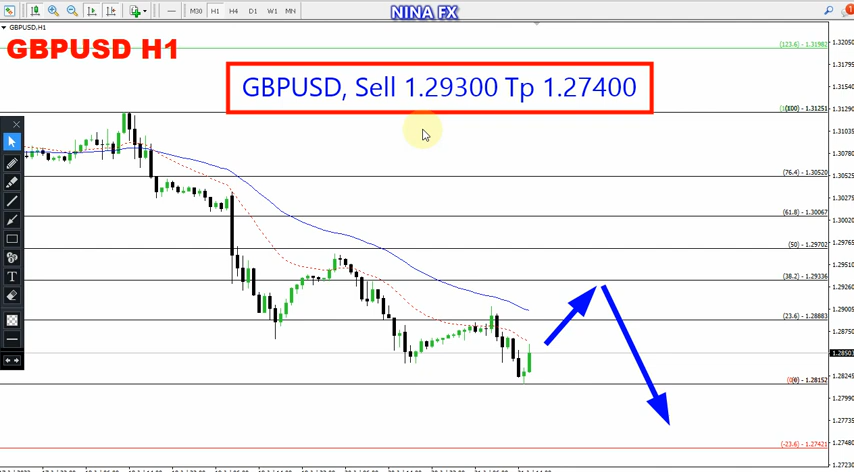 M30 H1 H4 D1 W1 MN
NINA FX
GBPUSD,H1
GBPUSD H1
GBPUSD, Sell 1.29300 Tp 1.27400
(123.6) - 1.31982
(100) - 1.31251
(76.4) - 1.30520
(61.8) - 1.30067
(50) - 1.29702
(38.2) - 1.29336
(23.6) - 1.28883
(0) - 1.28152
(-23.6) - 1.27421
1.32050
1.31795
1.31540
1.31290
1.31035
1.30780
1.30525
1.30275
1.30020
1.29765
1.29510
1.29260
1.29005
1.28750
1.28503
1.28245
1.27990
1.27735
1.27480
1.27230
T